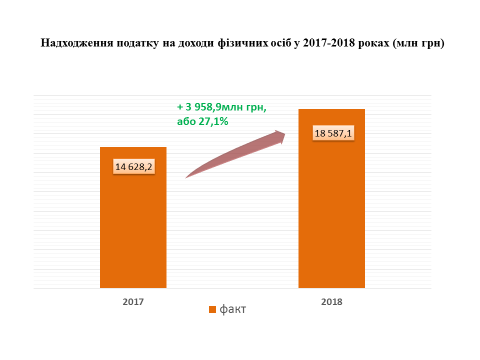 Надходження податку на доходи фізичних осіб у 2017-2018 роках (млн грн)
+ 3 958,9млн грн,
або 27,1%
18 587,1
14 628,2
2017
2018
факт